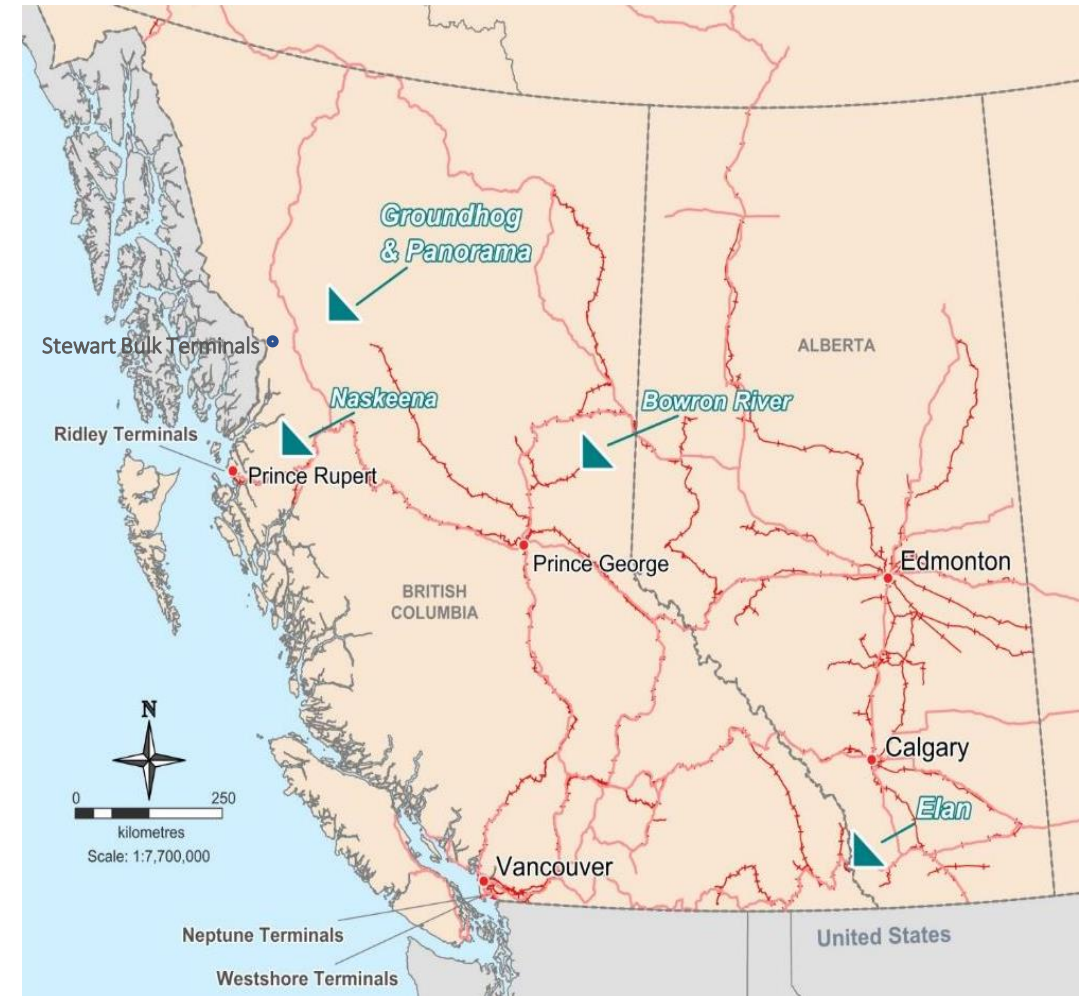 Groundhog
& Panorama
Stewart Bulk Terminals
ALBERTA
Naskeena
Bowron River
Ridley Terminals
Prince Rupert
Prince George
Edmonton
BRITISH
COLUMBIA
N
Calgary
0 250
kilometres
Scale: 1:7,700,000
Elan
Vancouver
Neptune Terminals
United States
Westshore Terminals